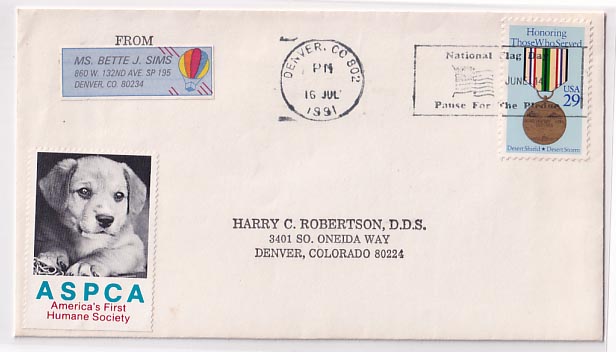 FROM
MS. BETTE J. SIMS
860 W. 132ND AVE. SP 195
DENVER, CO. 80234
DENVER, CO 802
PM
16 JUL
1991
National Flag Day
JUNE 14
Pause For The Pledge
Honoring
Those Who Served
USA
29
Desert Shield ★ Desert Storm
HARRY C. ROBERTSON, D.D.S.
3401 SO. ONEIDA WAY
DENVER, COLORADO 80224
ASPCA
America's First
Humane Society